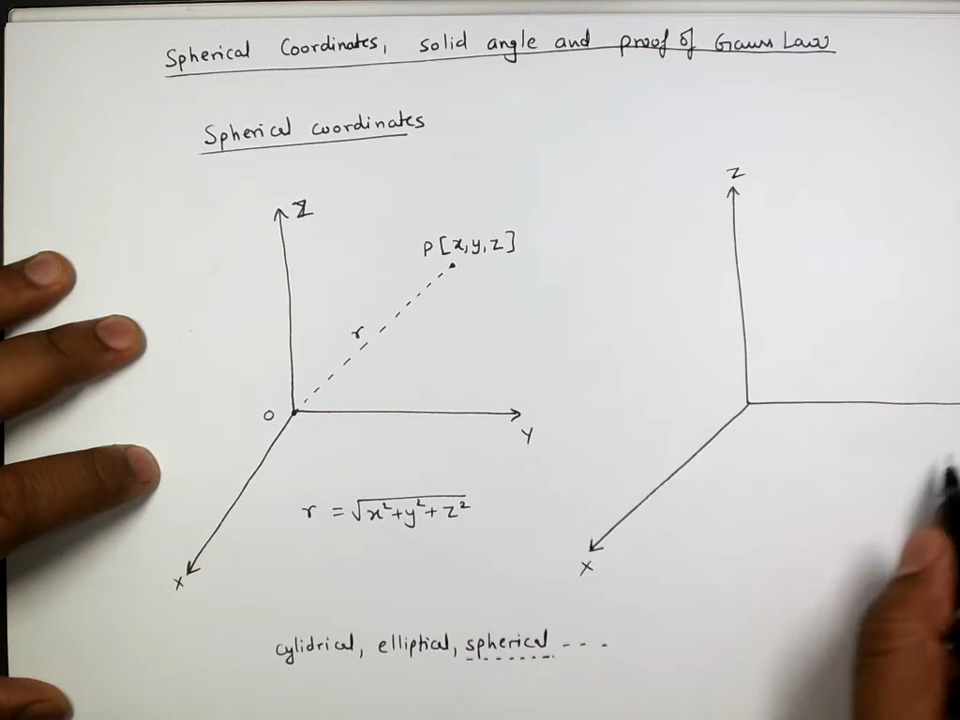 Spherical Coordinates, solid angle and proof of Gauss Law
Spherical coordinates
Z
P[x,y,z]
r
O
Y
X
r = √x²+y²+z²
Z
X
cylidrical, elliptical, spherical - - -